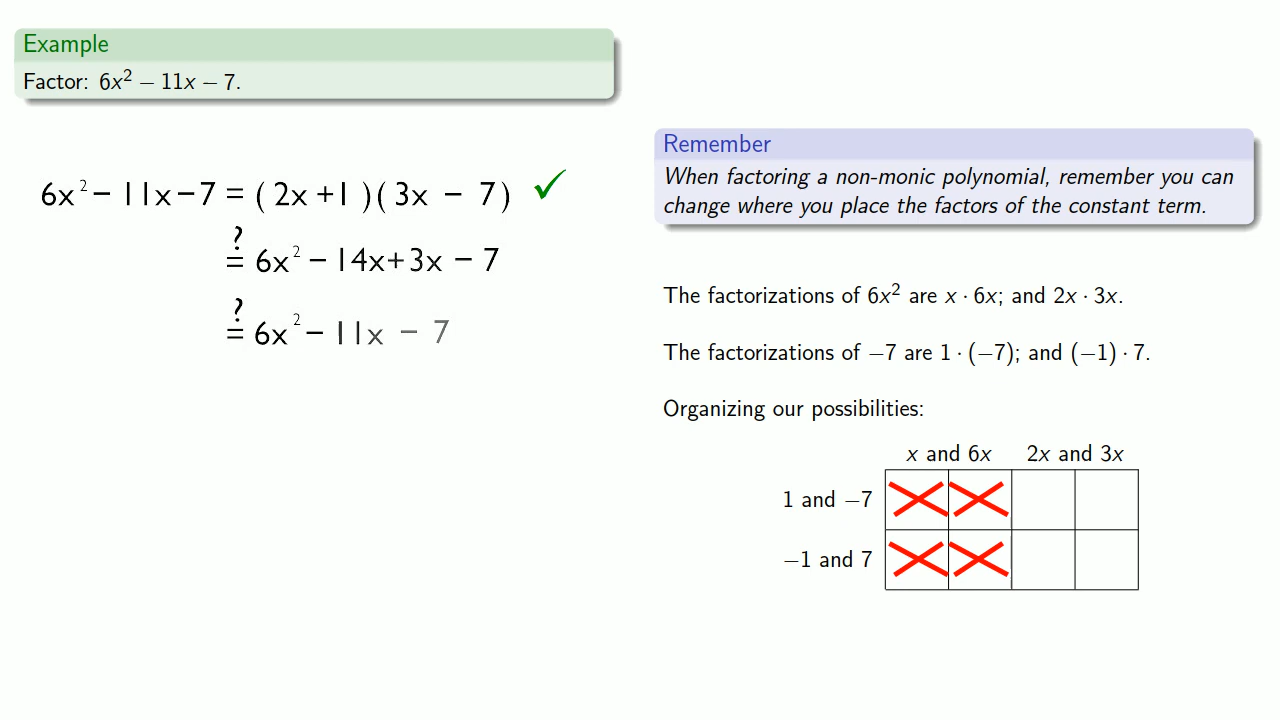 Example
Factor: 6x² − 11x − 7.
6x² − 11x − 7 = ( 2x +1 )( 3x − 7 ) ✓
?
= 6x² − 14x+3x − 7
?
= 6x² − 11x − 7
Remember
When factoring a non-monic polynomial, remember you can
change where you place the factors of the constant term.
The factorizations of 6x² are x · 6x; and 2x · 3x.
The factorizations of −7 are 1 · (−7); and (−1) · 7.
Organizing our possibilities:
x and 6x 2x and 3x
1 and −7
−1 and 7